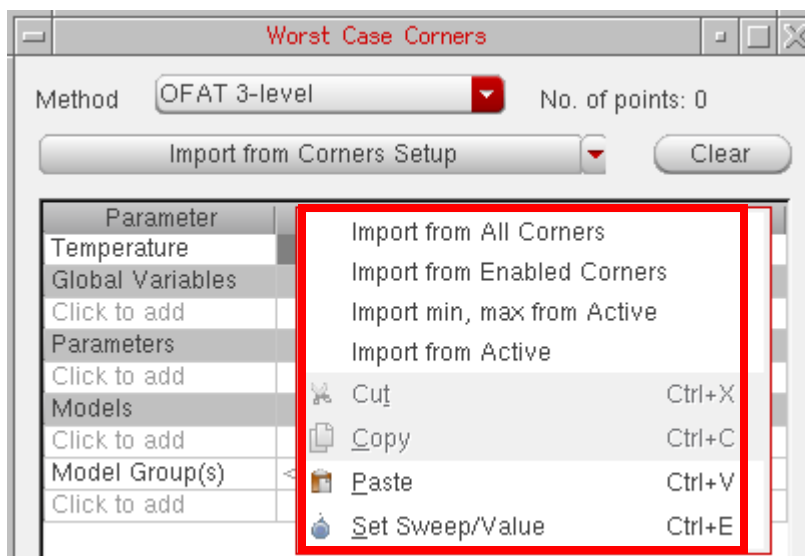 Worst Case Corners
Method OFAT 3-level No. of points: 0
Import from Corners Setup Clear
Parameter
Temperature
Global Variables
Click to add
Parameters
Click to add
Models
Click to add
Model Group(s) <
Click to add
Import from All Corners
Import from Enabled Corners
Import min, max from Active
Import from Active
Cut Ctrl+X
Copy Ctrl+C
Paste Ctrl+V
Set Sweep/Value Ctrl+E